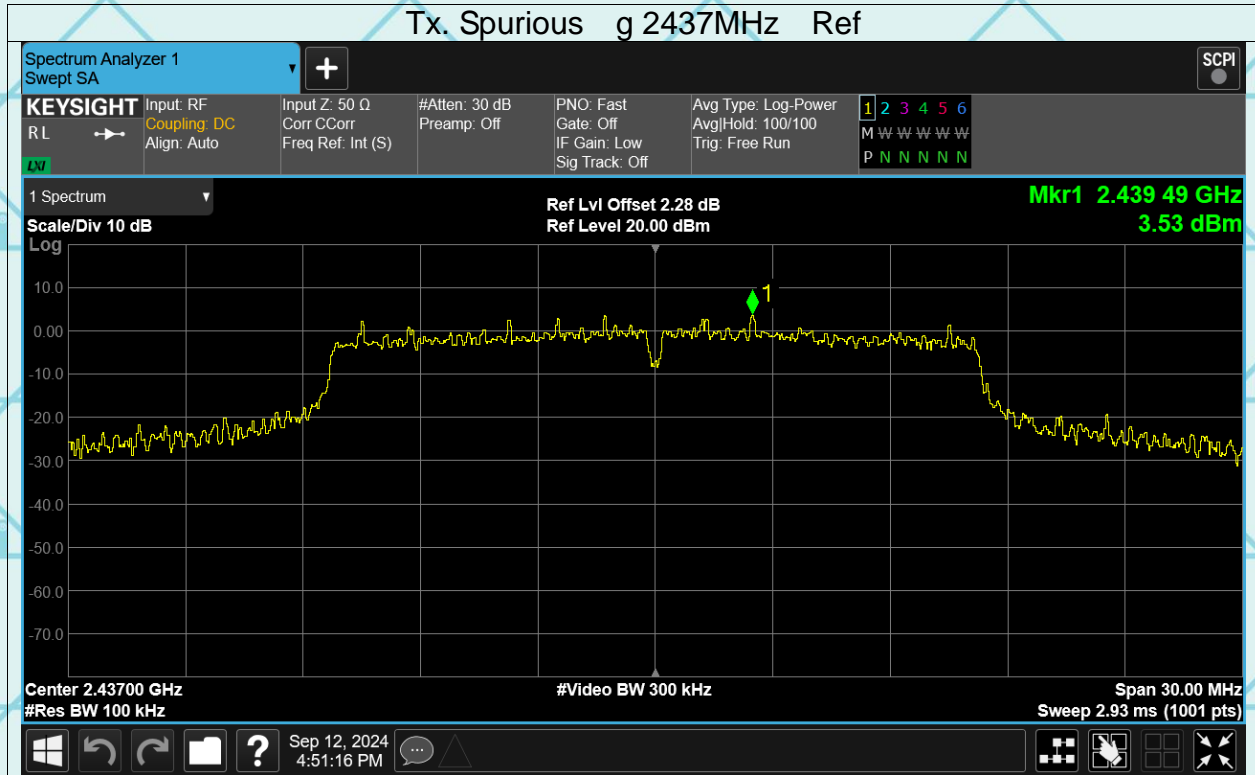 Tx. Spurious g 2437MHz Ref
Spectrum Analyzer 1
Swept SA
+
SCPI
KEYSIGHT
R L
LXI
Input: RF
Coupling: DC
Align: Auto
Input Z: 50 Ω
Corr CCorr
Freq Ref: Int (S)
#Atten: 30 dB
Preamp: Off
PNO: Fast
Gate: Off
IF Gain: Low
Sig Track: Off
Avg Type: Log-Power
Avg|Hold: 100/100
Trig: Free Run
1 2 3 4 5 6
M W W W W W
P N N N N N
1 Spectrum
Scale/Div 10 dB
Ref Lvl Offset 2.28 dB
Ref Level 20.00 dBm
Mkr1 2.439 49 GHz
3.53 dBm
Log
10.0
0.00
-10.0
-20.0
-30.0
-40.0
-50.0
-60.0
-70.0
1
Center 2.43700 GHz
#Res BW 100 kHz
#Video BW 300 kHz
Span 30.00 MHz
Sweep 2.93 ms (1001 pts)
?
Sep 12, 2024
4:51:16 PM